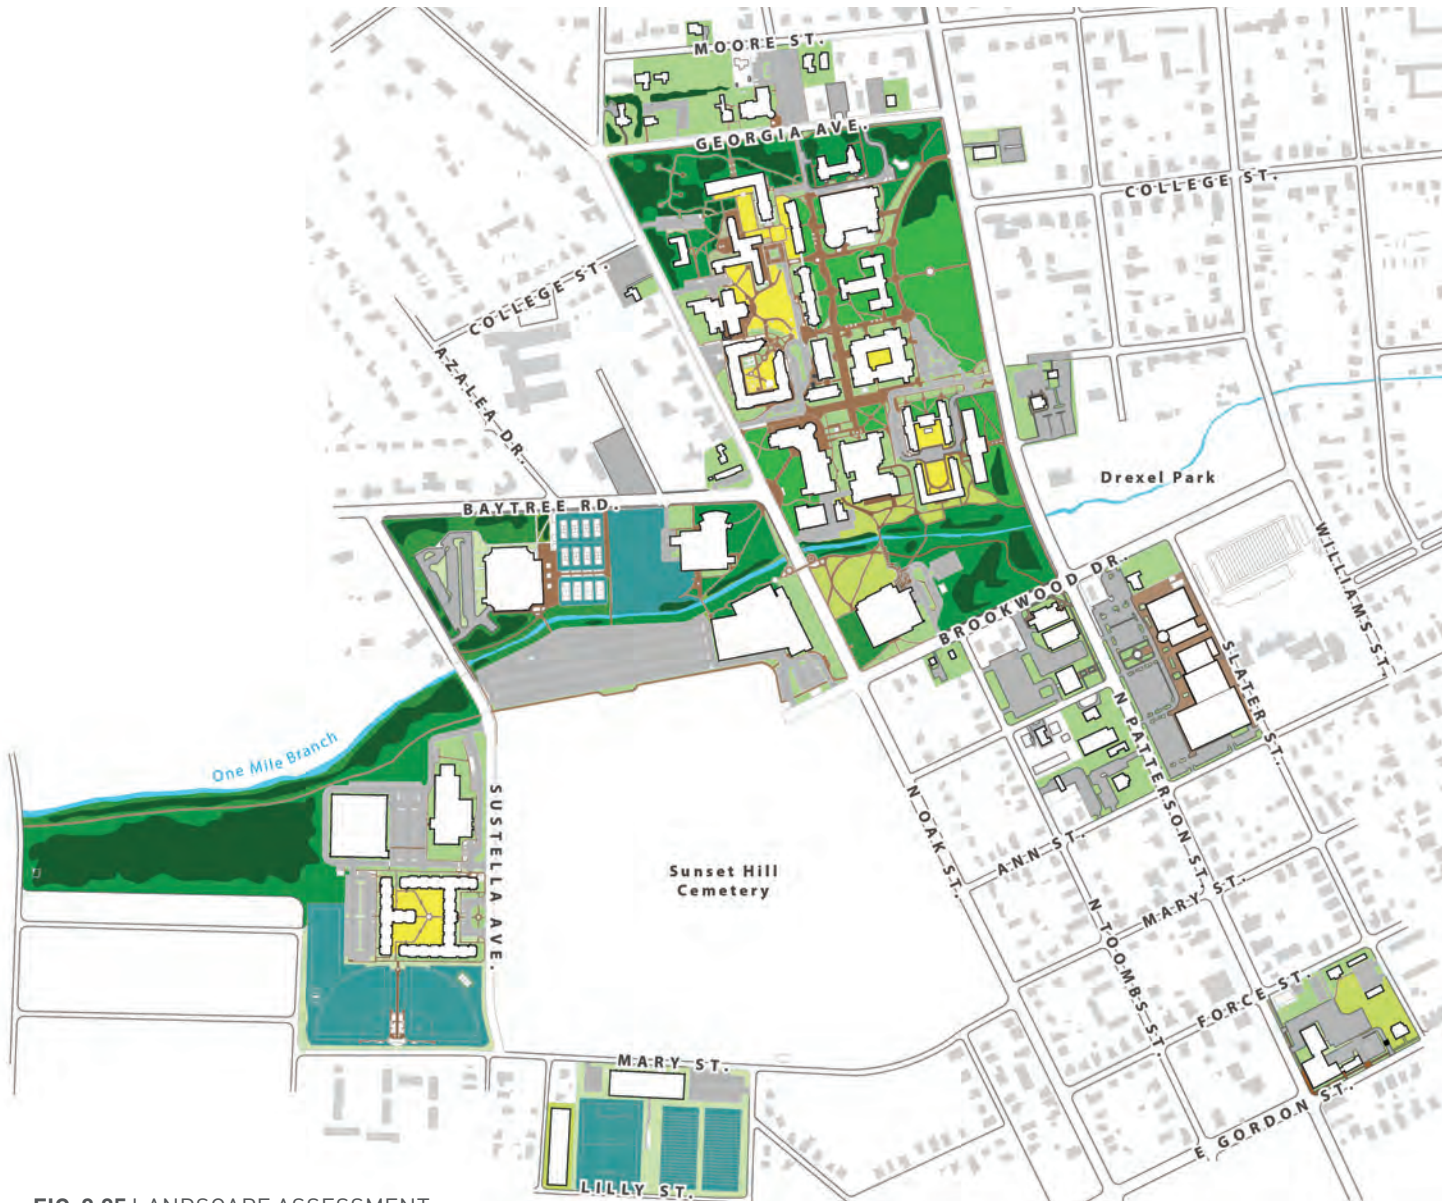 MOORE ST.
GEORGIA AVE.
COLLEGE ST.
COLLEGE ST.
AZALEA DR.
BAYTREE RD.
Drexel Park
WILLIAMS ST.
BROOKWOOD DR.
SLATER ST.
N PATTERSON ST.
One Mile Branch
SUSTELLA AVE.
N OAK ST.
ANN ST.
Sunset Hill
Cemetery
MARY ST.
N TOOMBS ST.
FORCE ST.
MARY ST.
E GORDON ST.
LILLY ST.